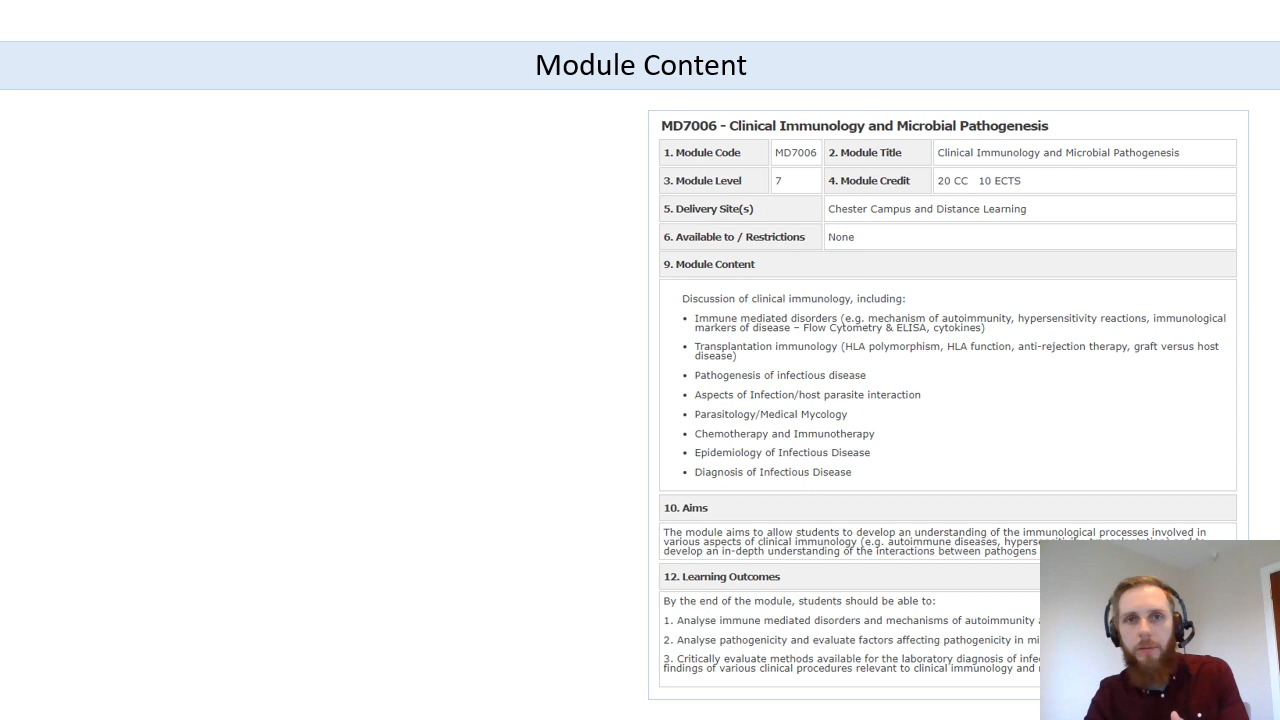 Module Content
MD7006 - Clinical Immunology and Microbial Pathogenesis
1. Module Code MD7006 2. Module Title Clinical Immunology and Microbial Pathogenesis
3. Module Level 7 4. Module Credit 20 CC 10 ECTS
5. Delivery Site(s) Chester Campus and Distance Learning
6. Available to / Restrictions None
9. Module Content
Discussion of clinical immunology, including:
• Immune mediated disorders (e.g. mechanism of autoimmunity, hypersensitivity reactions, immunological
markers of disease – Flow Cytometry & ELISA, cytokines)
• Transplantation immunology (HLA polymorphism, HLA function, anti-rejection therapy, graft versus host
disease)
• Pathogenesis of infectious disease
• Aspects of Infection/host parasite interaction
• Parasitology/Medical Mycology
• Chemotherapy and Immunotherapy
• Epidemiology of Infectious Disease
• Diagnosis of Infectious Disease
10. Aims
The module aims to allow students to develop an understanding of the immunological processes involved in
various aspects of clinical immunology (e.g. autoimmune diseases,
develop an in-depth understanding of the interactions between pathogens
12. Learning Outcomes
By the end of the module, students should be able to:
1. Analyse immune mediated disorders and mechanisms of autoimmunity
2. Analyse pathogenicity and evaluate factors affecting pathogenicity in
3. Critically evaluate methods available for the laboratory diagnosis of
findings of various clinical procedures relevant to clinical immunology and